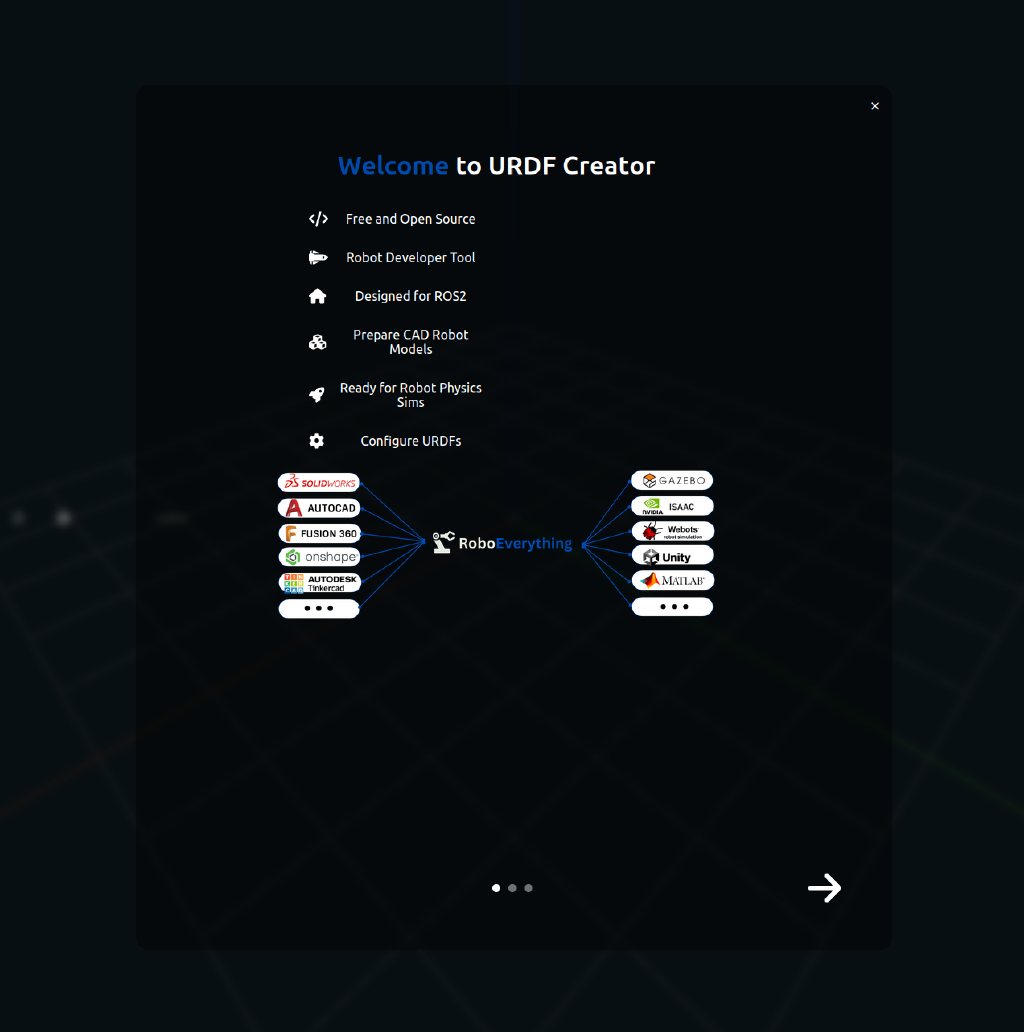 Welcome to URDF Creator
Free and Open Source
Robot Developer Tool
Designed for ROS2
Prepare CAD Robot
Models
Ready for Robot Physics
Sims
Configure URDFs
SOLIDWORKS
AUTOCAD
FUSION 360
onshape
AUTODESK
Tinkercad
RoboEverything
GAZEBO
NVIDIA ISAAC
Webots
robot simulation
Unity
MATLAB